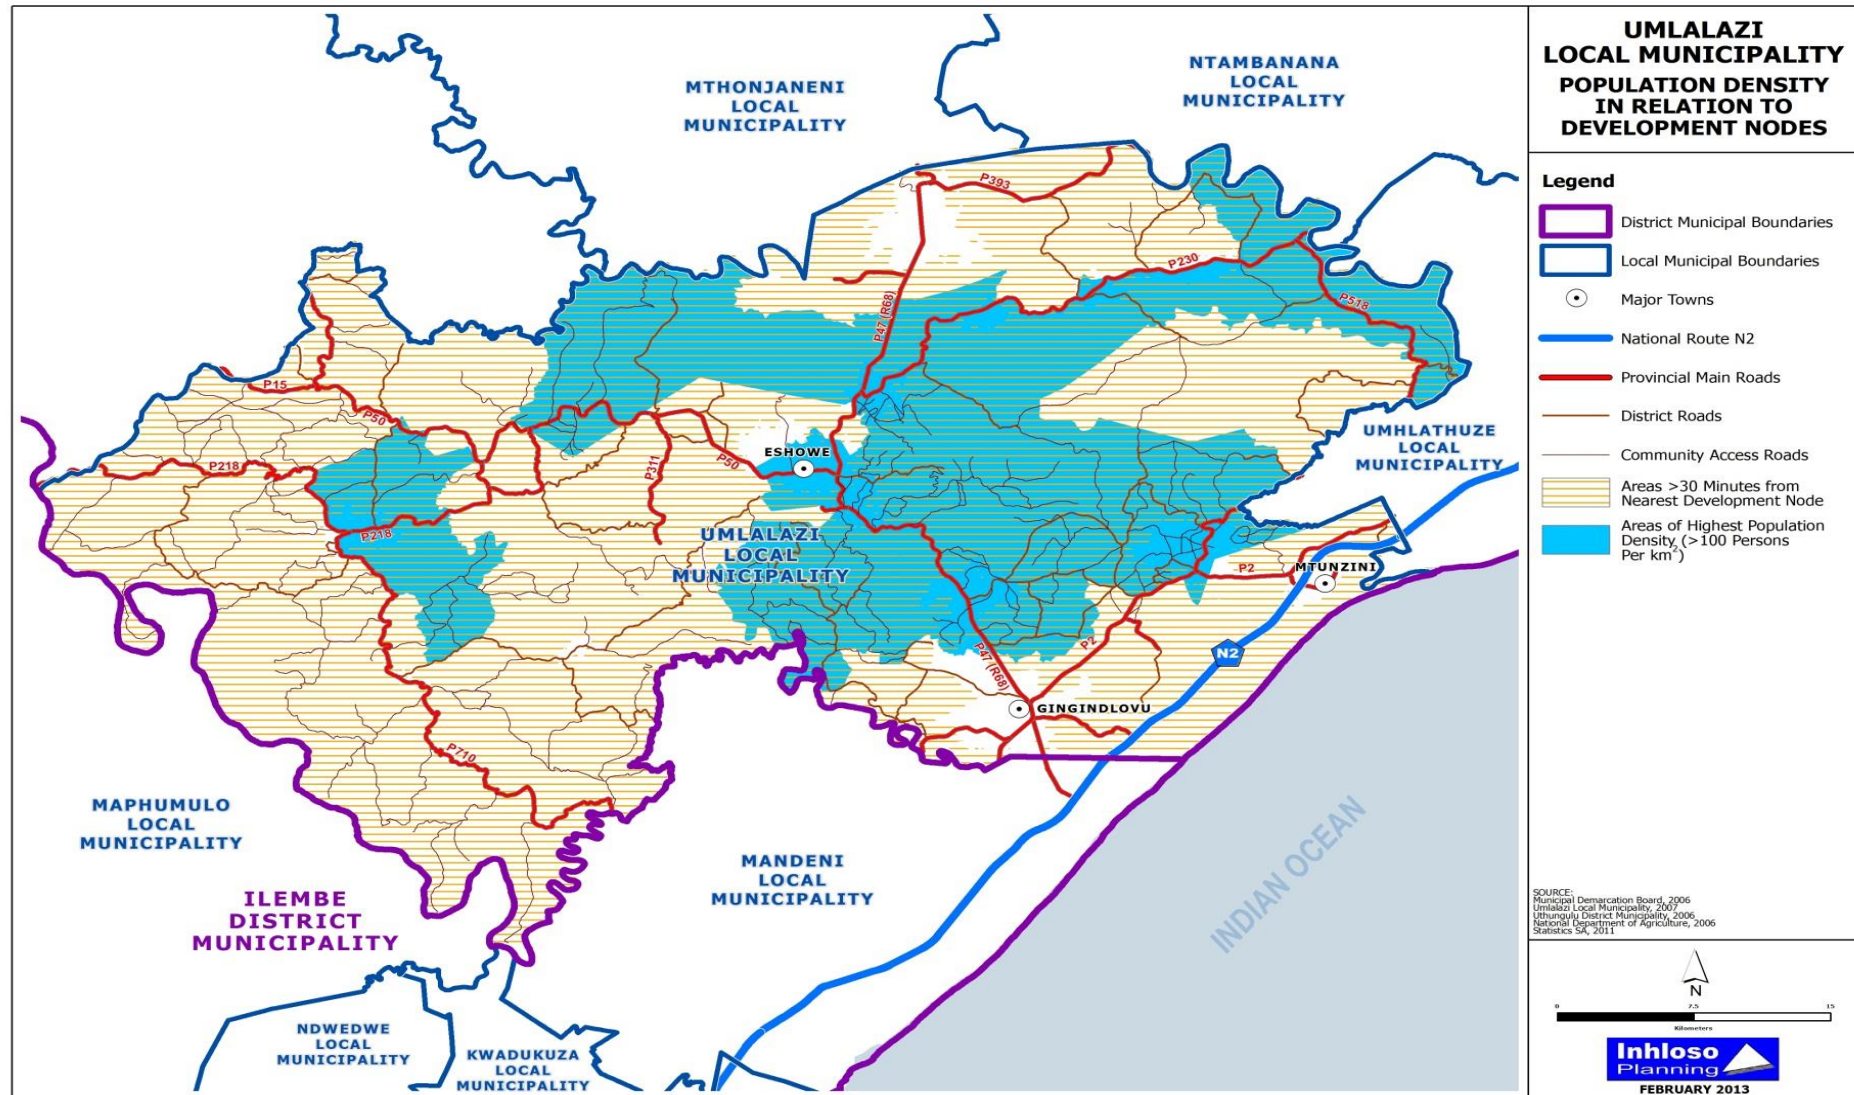 UMLALAZI
LOCAL MUNICIPALITY
POPULATION DENSITY
IN RELATION TO
DEVELOPMENT NODES
Legend
District Municipal Boundaries
Local Municipal Boundaries
Major Towns
National Route N2
Provincial Main Roads
District Roads
Community Access Roads
Areas >30 Minutes from
Nearest Development Node
Areas of Highest Population
Density (>100 Persons
Per km²)
SOURCE:
Municipal Demarcation Board, 2006
Umlalazi Local Municipality, 2007
Uthungulu District Municipality, 2006
National Department of Agriculture, 2006
Statistics SA, 2011
N
0 7.5 15
Kilometers
Inhloso
Planning
FEBRUARY 2013
MTHONJANENI
LOCAL
MUNICIPALITY
NTAMBANANA
LOCAL
MUNICIPALITY
P393
P230
P518
P47 (R68)
P15
P50
P218
P311
P50
ESHOWE
UMHLATHUZE
LOCAL
MUNICIPALITY
P218
UMLALAZI
LOCAL
MUNICIPALITY
P2
MTUNZINI
P2
N2
P47 (R68)
GINGINDLOVU
P710
MAPHUMULO
LOCAL
MUNICIPALITY
MANDENI
LOCAL
MUNICIPALITY
ILEMBE
DISTRICT
MUNICIPALITY
INDIAN OCEAN
NDWEDWE
LOCAL
MUNICIPALITY
KWADUKUZA
LOCAL
MUNICIPALITY